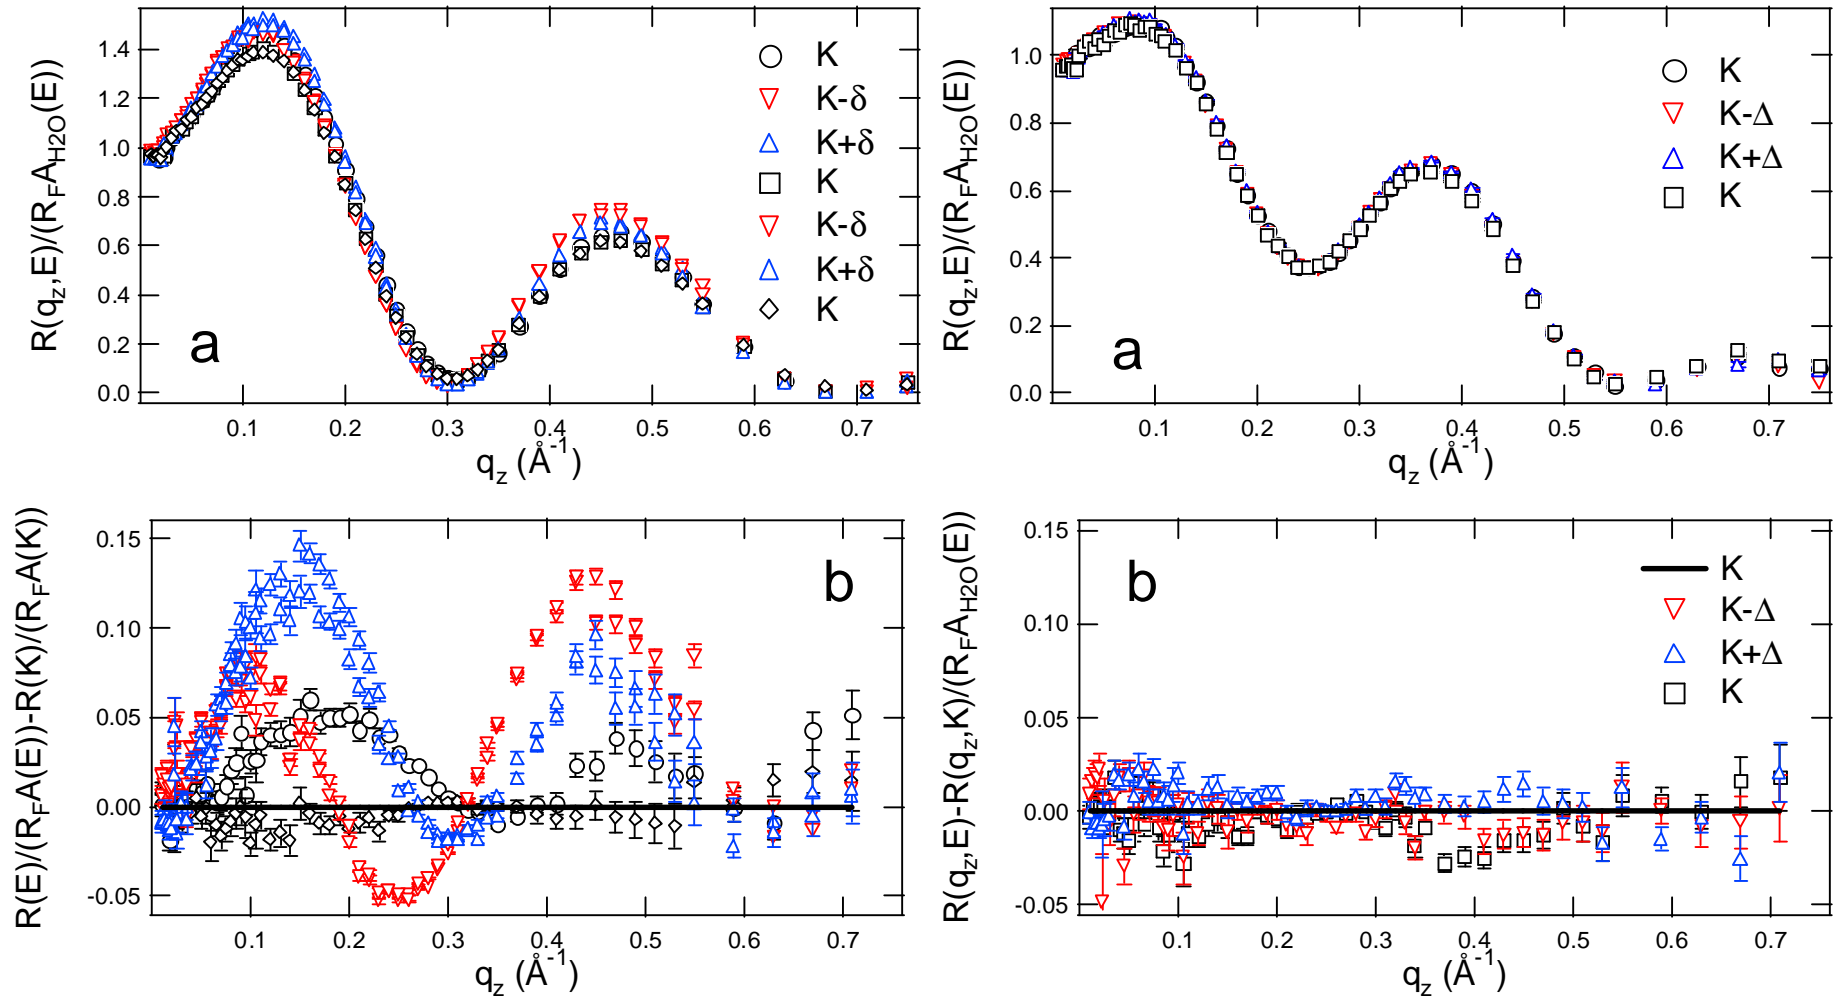 R(q_z,E)/(R_F A_H2O(E))
1.4
1.2
1.0
0.8
0.6
0.4
0.2
0.0
K
K-δ
K+δ
K
K-δ
K+δ
K
a
0.1 0.2 0.3 0.4 0.5 0.6 0.7
q_z (Å^-1)
R(q_z,E)/(R_F A_H2O(E))
1.0
0.8
0.6
0.4
0.2
0.0
K
K-Δ
K+Δ
K
a
0.1 0.2 0.3 0.4 0.5 0.6 0.7
q_z (Å^-1)
R(E)/(R_F A(E))-R(K)/(R_F A(K))
0.15
0.10
0.05
0.00
-0.05
b
0.1 0.2 0.3 0.4 0.5 0.6 0.7
q_z (Å^-1)
R(q_z,E)-R(q_z,K)/(R_F A_H2O(E))
0.15
0.10
0.05
0.00
-0.05
b
K
K-Δ
K+Δ
K
0.1 0.2 0.3 0.4 0.5 0.6 0.7
q_z (Å^-1)